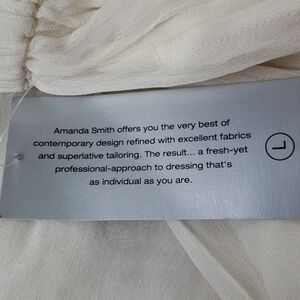 Amanda Smith offers you the very best of
contemporary design refined with excellent fabrics
and superlative tailoring. The result... a fresh-yet
professional-approach to dressing that's
as individual as you are.
L